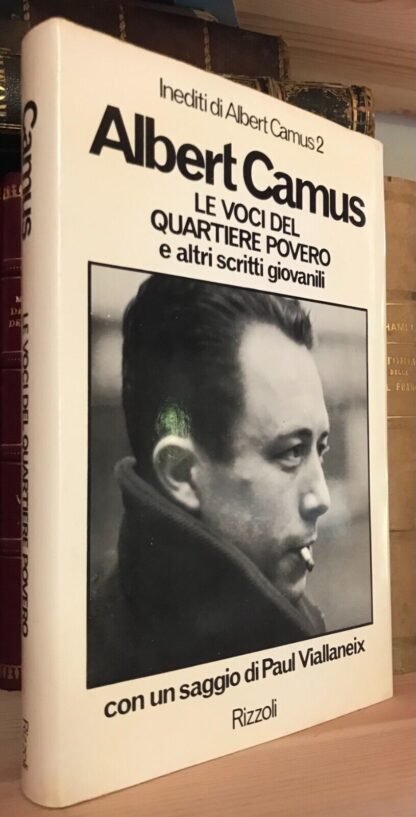 Inediti di Albert Camus 2
Albert Camus
LE VOCI DEL
QUARTIERE POVERO
e altri scritti giovanili
con un saggio di Paul Viallaneix
Rizzoli
Camus
LE VOCI DEL QUARTIERE POVERO
Rizzoli